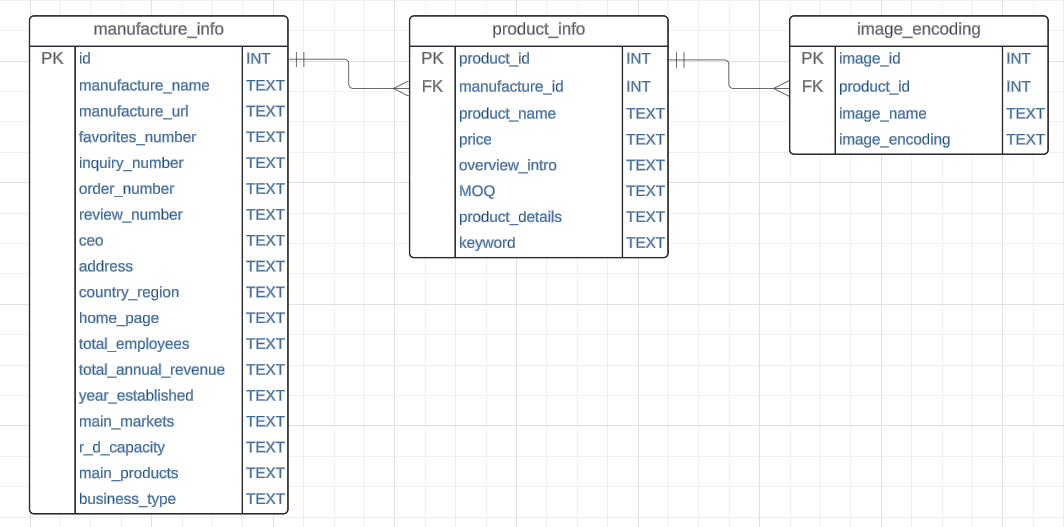 manufacture_info
PK id INT
manufacture_name TEXT
manufacture_url TEXT
favorites_number TEXT
inquiry_number TEXT
order_number TEXT
review_number TEXT
ceo TEXT
address TEXT
country_region TEXT
home_page TEXT
total_employees TEXT
total_annual_revenue TEXT
year_established TEXT
main_markets TEXT
r_d_capacity TEXT
main_products TEXT
business_type TEXT
product_info
PK product_id INT
FK manufacture_id INT
product_name TEXT
price TEXT
overview_intro TEXT
MOQ TEXT
product_details TEXT
keyword TEXT
image_encoding
PK image_id INT
FK product_id INT
image_name TEXT
image_encoding TEXT